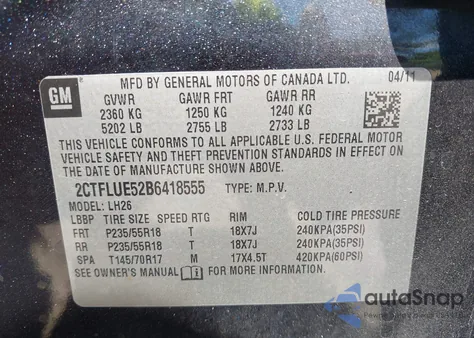 MFD BY GENERAL MOTORS OF CANADA LTD. 04/11
GM
GVWR GAWR FRT GAWR RR
2360 KG 1250 KG 1240 KG
5202 LB 2755 LB 2733 LB
THIS VEHICLE CONFORMS TO ALL APPLICABLE U.S. FEDERAL MOTOR
VEHICLE SAFETY AND THEFT PREVENTION STANDARDS IN EFFECT ON
THE DATE OF MANUFACTURE SHOWN ABOVE.
2CTFLUE52B6418555 TYPE: M.P.V.
MODEL: LH26
LBBP TIRE SIZE SPEED RTG RIM COLD TIRE PRESSURE
FRT P235/55R18 T 18X7J 240KPA(35PSI)
RR P235/55R18 T 18X7J 240KPA(35PSI)
SPA T145/70R17 M 17X4.5T 420KPA(60PSI)
SEE OWNER'S MANUAL FOR MORE INFORMATION
autoSnap